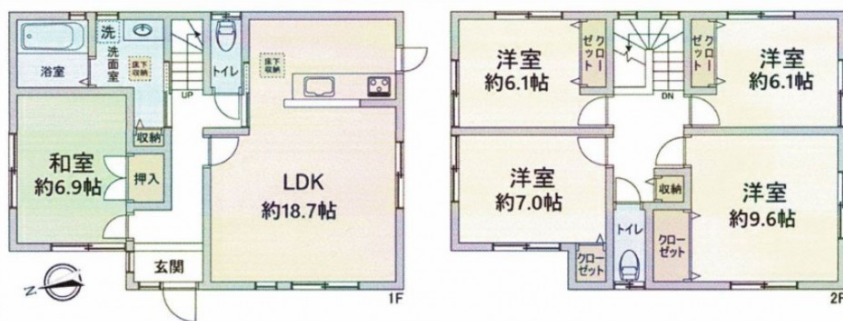 浴室
洗
洗面室
床下
収納
UP
トイレ
床下
収納
収納
和室
約6.9帖
押入
LDK
約18.7帖
玄関
N
1F
洋室
約6.1帖
クロー
ゼット
DN
クロー
ゼット
洋室
約6.1帖
洋室
約7.0帖
収納
洋室
約9.6帖
トイレ
クロー
ゼット
クロー
ゼット
2F